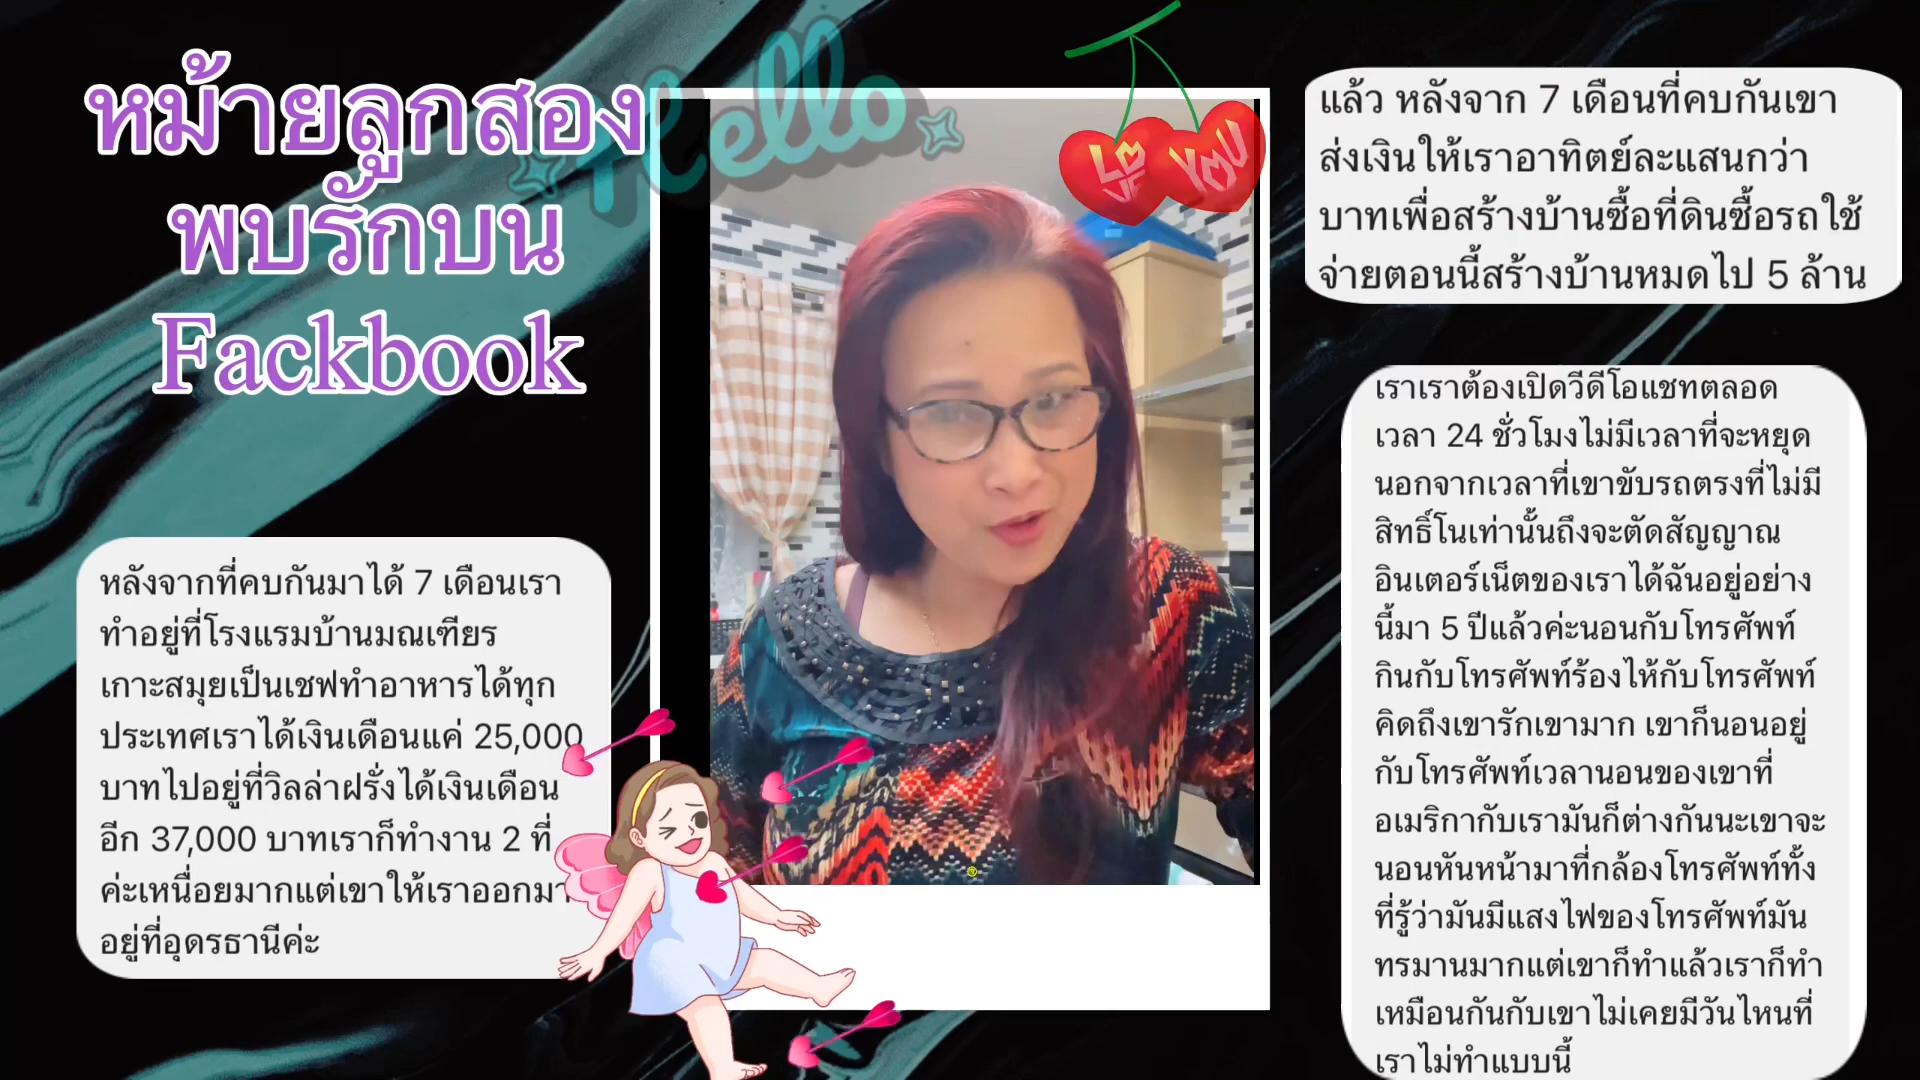 หม้ายลูกสอง
พบรักบน
Fackbook
Hello
LOVE
YOU
หลังจากที่คบกันมาได้ 7 เดือนเรา
ทำอยู่ที่โรงแรมบ้านมณเฑียร
เกาะสมุยเป็นเชฟทำอาหารได้ทุก
ประเทศเราได้เงินเดือนแค่ 25,000
บาทไปอยู่ที่วิลล่าฝรั่งได้เงินเดือน
อีก 37,000 บาทเราก็ทำงาน 2 ที่
ค่ะเหนื่อยมากแต่เขาให้เราออกมา
อยู่ที่อุดรธานีค่ะ
แล้ว หลังจาก 7 เดือนที่คบกันเขา
ส่งเงินให้เราอาทิตย์ละแสนกว่า
บาทเพื่อสร้างบ้านซื้อที่ดินซื้อรถใช้
จ่ายตอนนี้สร้างบ้านหมดไป 5 ล้าน
เราเราต้องเปิดวีดีโอแชทตลอด
เวลา 24 ชั่วโมงไม่มีเวลาที่จะหยุด
นอกจากเวลาที่เขาขับรถตรงที่ไม่มี
สิทธิ์โนเท่านั้นถึงจะตัดสัญญาณ
อินเตอร์เน็ตของเราได้ฉันอยู่อย่าง
นี้มา 5 ปีแล้วค่ะนอนกับโทรศัพท์
กินกับโทรศัพท์ร้องไห้กับโทรศัพท์
คิดถึงเขารักเขามาก เขาก็นอนอยู่
กับโทรศัพท์เวลานอนของเขาที่
อเมริกากับเรามันก็ต่างกันนะเขาจะ
นอนหันหน้ามาที่กล้องโทรศัพท์ทั้ง
ที่รู้ว่ามันมีแสงไฟของโทรศัพท์มัน
ทรมานมากแต่เขาก็ทำแล้วเราก็ทำ
เหมือนกันกับเขาไม่เคยมีวันไหนที่
เราไม่ทำแบบนี้